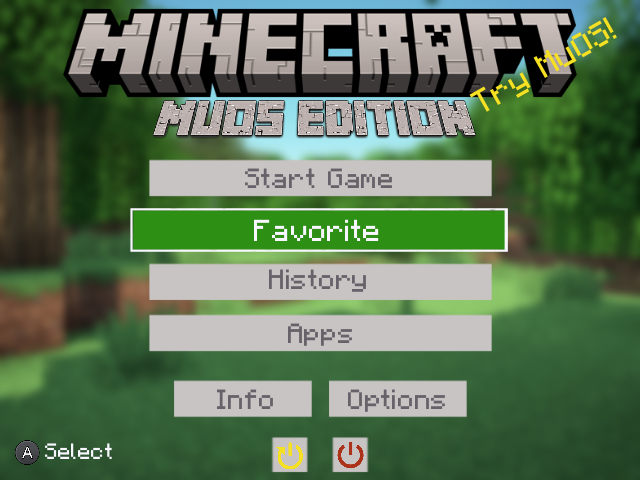 MINECRAFT
Try MuOS!
MUOS EDITION
Start Game
Favorite
History
Apps
Info
Options
A Select